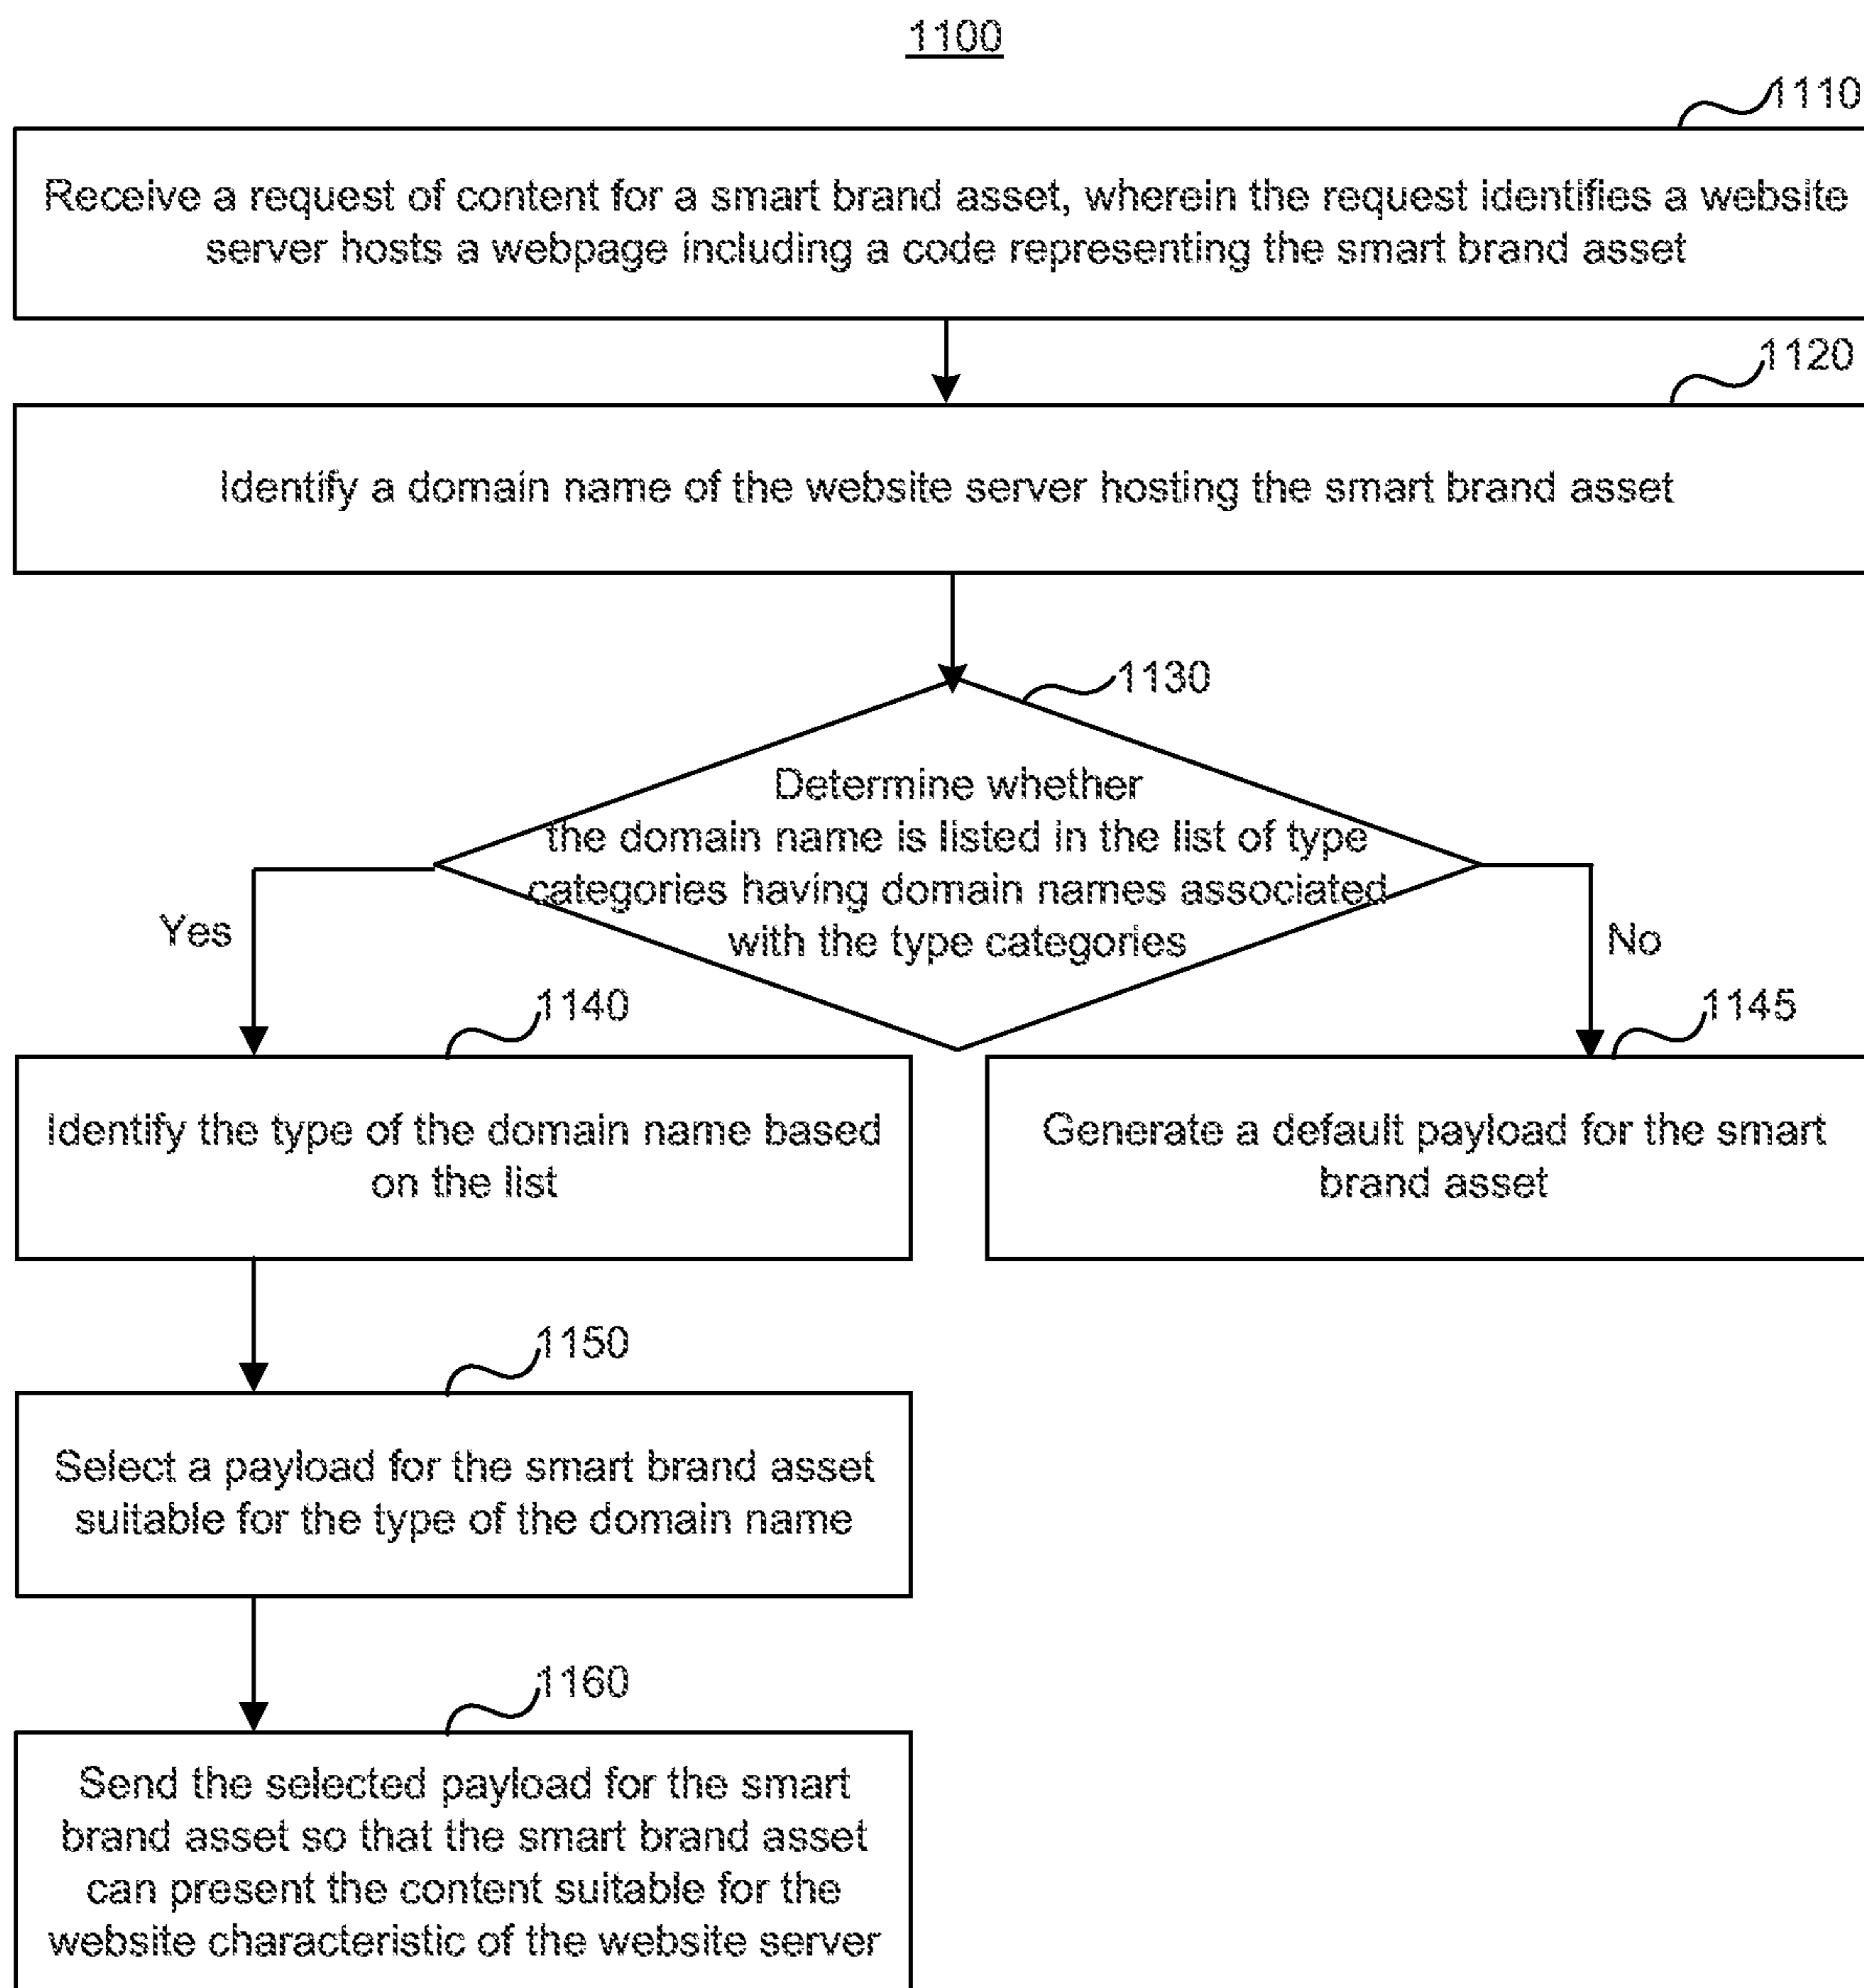 1100
1110
Receive a request of content for a smart brand asset, wherein the request identifies a website
server hosts a webpage including a code representing the smart brand asset
1120
Identify a domain name of the website server hosting the smart brand asset
1130
Determine whether
the domain name is listed in the list of type
categories having domain names associated
with the type categories
Yes
No
1140
1145
Identify the type of the domain name based
on the list
Generate a default payload for the smart
brand asset
1150
Select a payload for the smart brand asset
suitable for the type of the domain name
1160
Send the selected payload for the smart
brand asset so that the smart brand asset
can present the content suitable for the
website characteristic of the website server